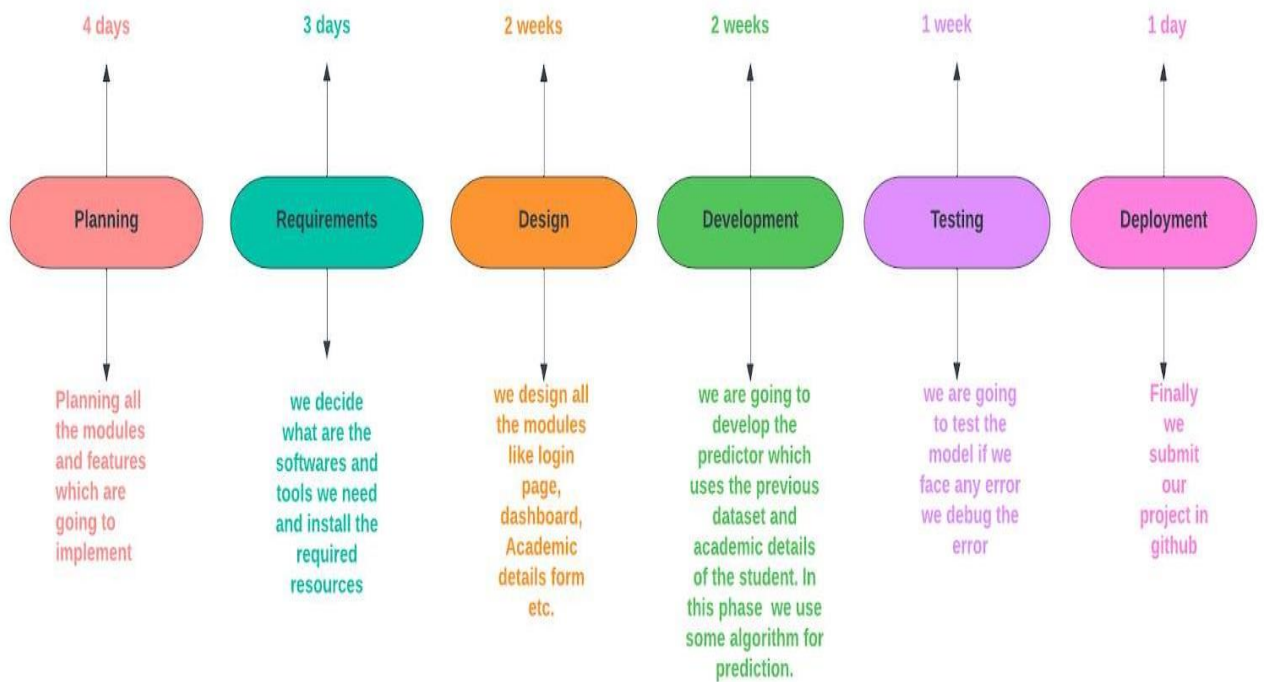 4 days
3 days
2 weeks
2 weeks
1 week
1 day
Planning
Requirements
Design
Development
Testing
Deployment
Planning all
the modules
and features
which are
going to
implement
we decide
what are the
softwares and
tools we need
and install the
required
resources
we design all
the modules
like login
page,
dashboard,
Academic
details form
etc.
we are going to
develop the
predictor which
uses the previous
dataset and
academic details
of the student. In
this phase  we use
some algorithm for
prediction.
we are going
to test the
model if we
face any error
we debug the
error
Finally
we
submit
our
project in
github